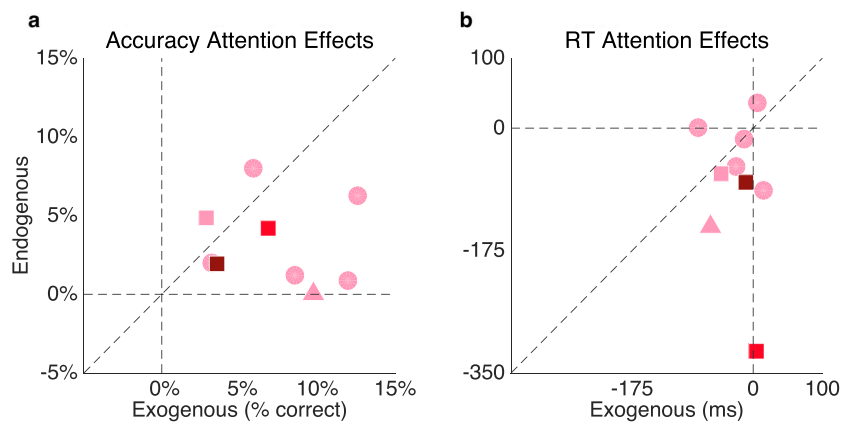 a
Accuracy Attention Effects
15%
10%
5%
0%
-5%
Endogenous
0% 5% 10% 15%
Exogenous (% correct)
b
RT Attention Effects
100
0
-175
-350
-175 0 100
Exogenous (ms)